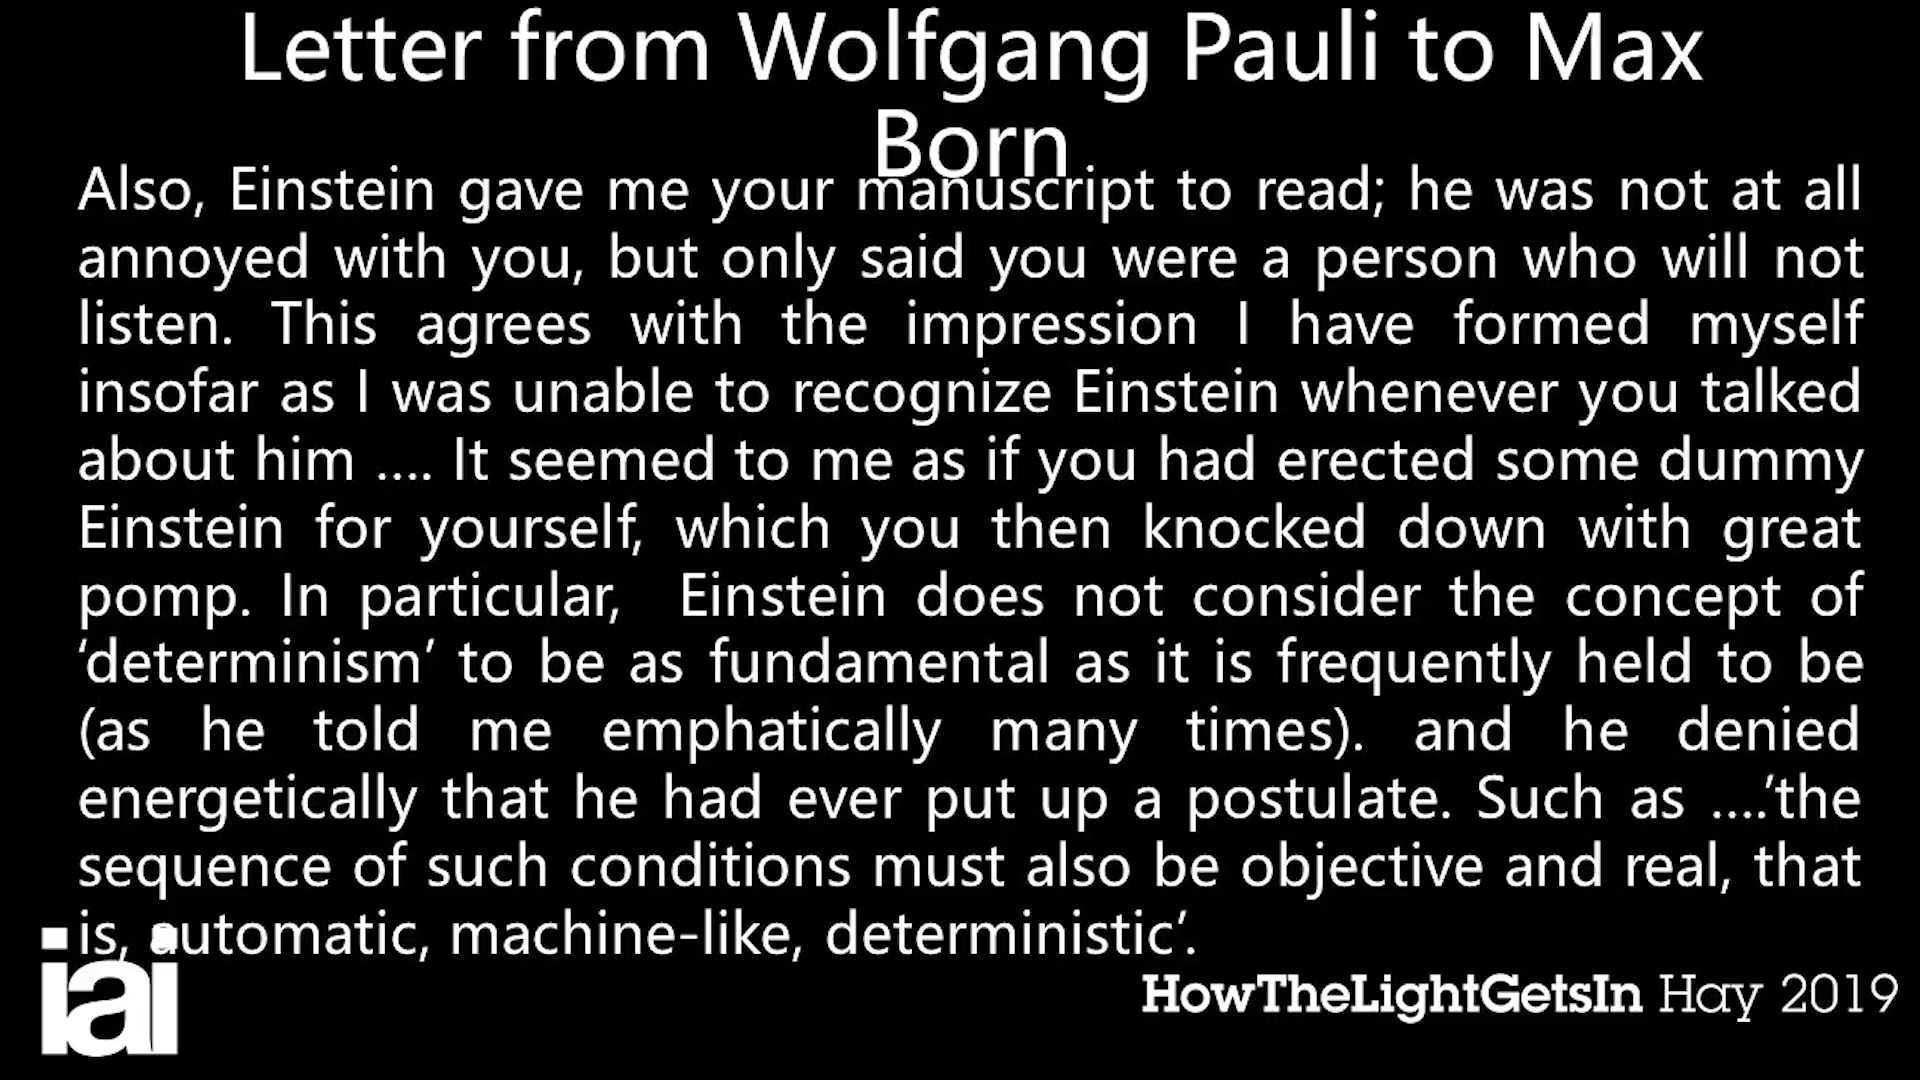 Letter from Wolfgang Pauli to Max
Born
Also, Einstein gave me your manuscript to read; he was not at all
annoyed with you, but only said you were a person who will not
listen. This agrees with the impression I have formed myself
insofar as I was unable to recognize Einstein whenever you talked
about him .... It seemed to me as if you had erected some dummy
Einstein for yourself, which you then knocked down with great
pomp. In particular,  Einstein does not consider the concept of
‘determinism’ to be as fundamental as it is frequently held to be
(as he told me emphatically many times). and he denied
energetically that he had ever put up a postulate. Such as ....’the
sequence of such conditions must also be objective and real, that
is, automatic, machine-like, deterministic’.
iai
HowTheLightGetsIn Hay 2019